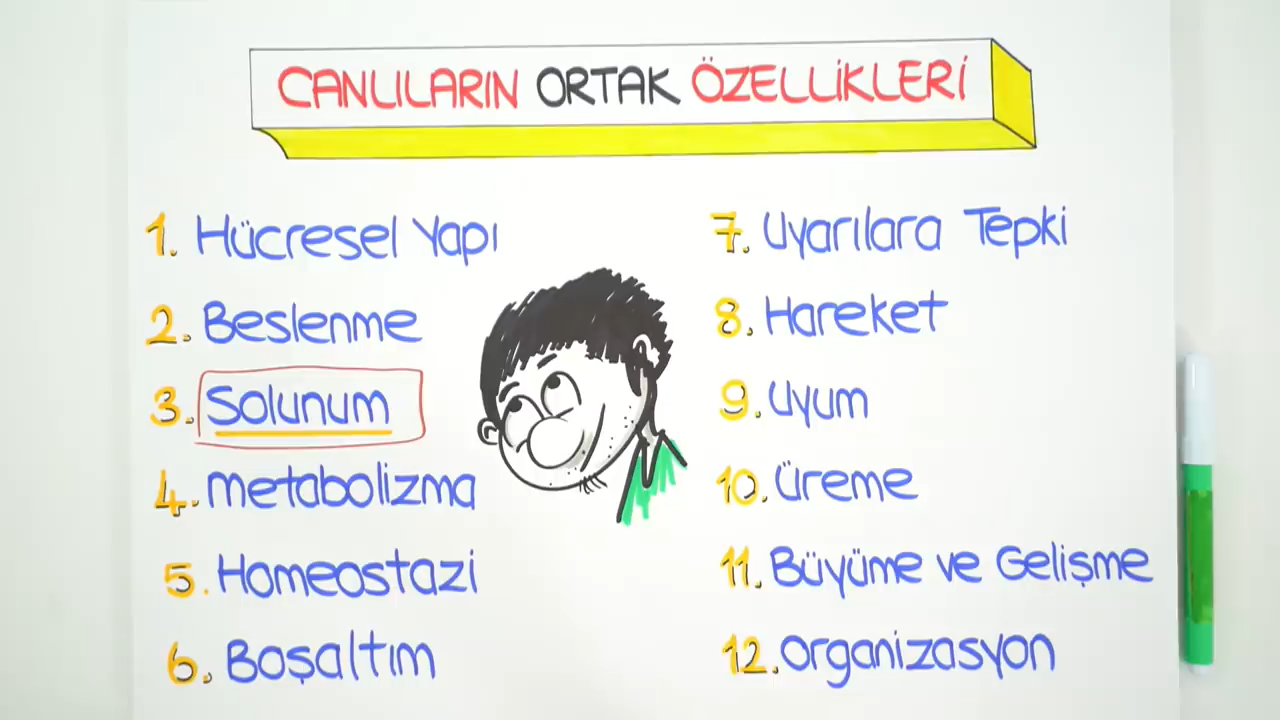 CANLILARIN ORTAK ÖZELLİKLERİ
1. Hücresel Yapı
2. Beslenme
3. Solunum
4. metabolizma
5. Homeostazi
6. Boşaltım
7. Uyarılara Tepki
8. Hareket
9. Uyum
10. Üreme
11. Büyüme ve Gelişme
12. Organizasyon